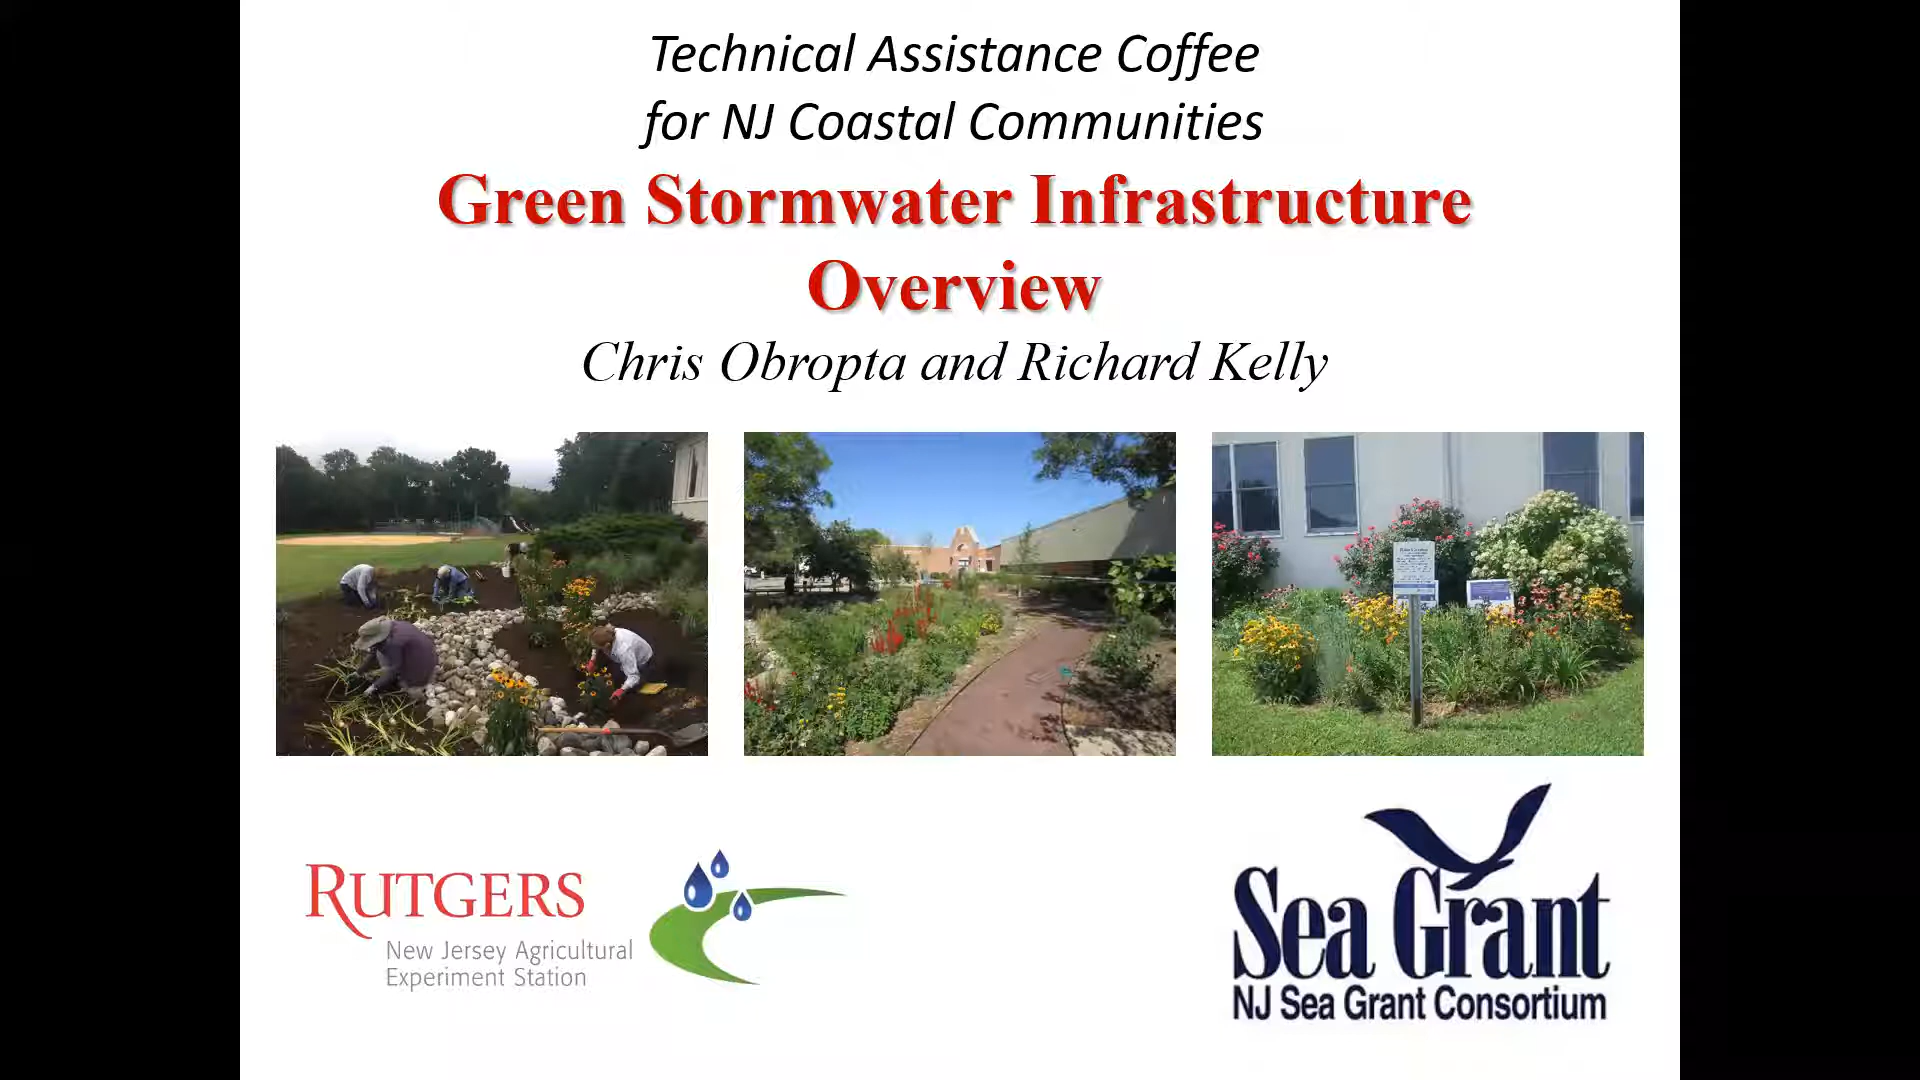 Technical Assistance Coffee
for NJ Coastal Communities
Green Stormwater Infrastructure
Overview
Chris Obropta and Richard Kelly
RUTGERS
New Jersey Agricultural
Experiment Station
Sea Grant
NJ Sea Grant Consortium